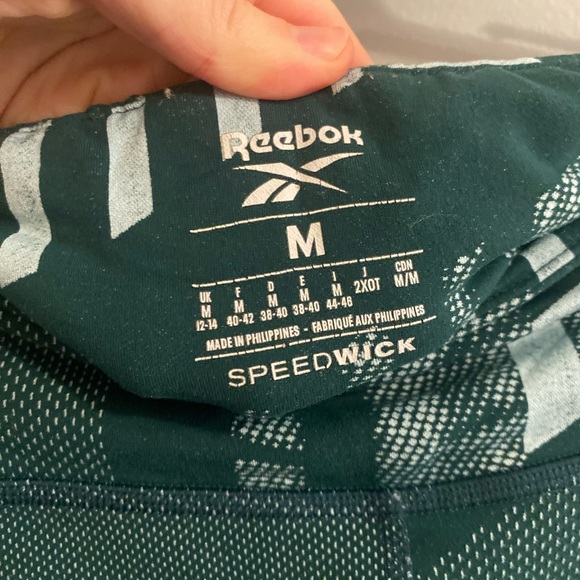 Reebok
M
UK F D E I J CDN
M M M M M 2XOT M/M
12-14 40-42 38-40 38-40 44-48
MADE IN PHILIPPINES - FABRIQUÉ AUX PHILIPPINES
SPEEDWICK